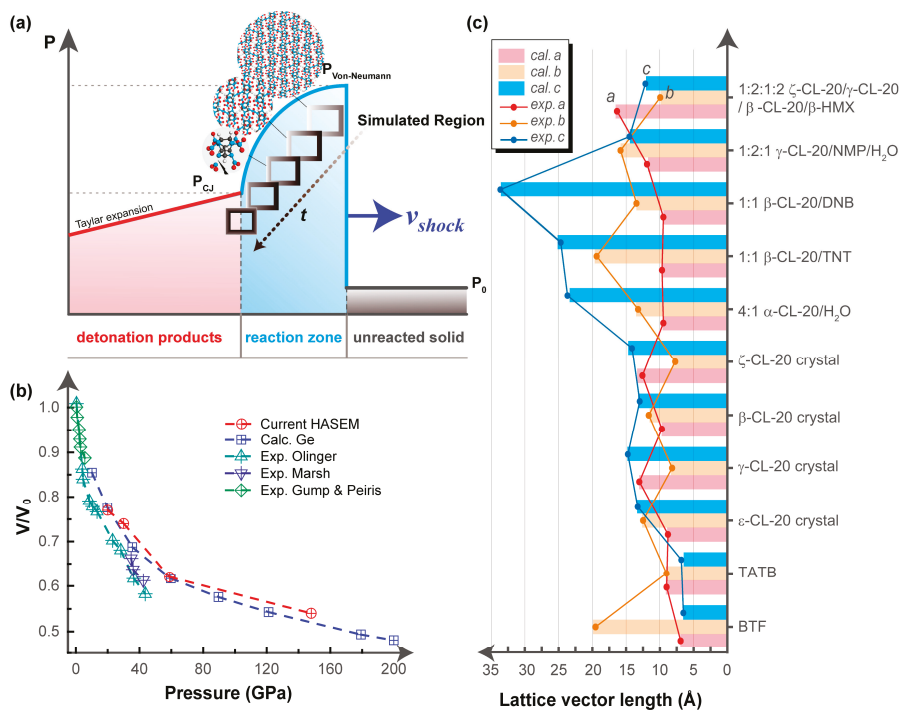 (a)
P
P Von-Neumann
Simulated Region
P CJ
Taylar expansion
t
v shock
P 0
detonation products
reaction zone
unreacted solid
(b)
1.0
0.9
0.8
0.7
0.6
0.5
V/V₀
Current HASEM
Calc. Ge
Exp. Olinger
Exp. Marsh
Exp. Gump & Peiris
0 40 80 120 160 200
Pressure (GPa)
(c)
cal. a
cal. b
cal. c
exp. a
exp. b
exp. c
c
b
a
1:2:1:2 ζ-CL-20/γ-CL-20
/ β -CL-20/β-HMX
1:2:1 γ-CL-20/NMP/H₂O
1:1 β-CL-20/DNB
1:1 β-CL-20/TNT
4:1 α-CL-20/H₂O
ζ-CL-20 crystal
β-CL-20 crystal
γ-CL-20 crystal
ε-CL-20 crystal
TATB
BTF
35 30 25 20 15 10 5 0
Lattice vector length (Å)